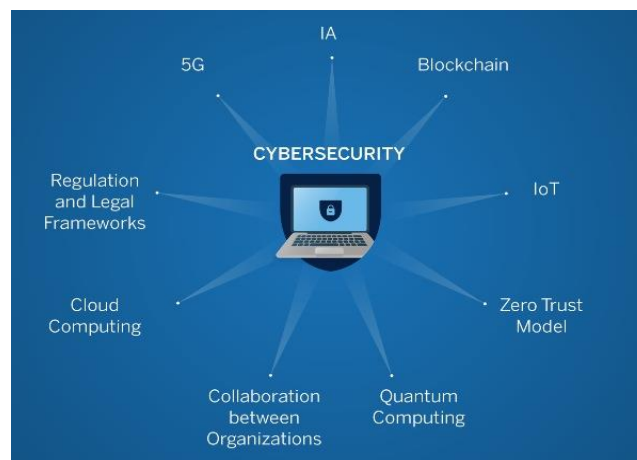 IA
5G
Blockchain
CYBERSECURITY
Regulation
and Legal
Frameworks
IoT
Cloud
Computing
Zero Trust
Model
Collaboration
between
Organizations
Quantum
Computing